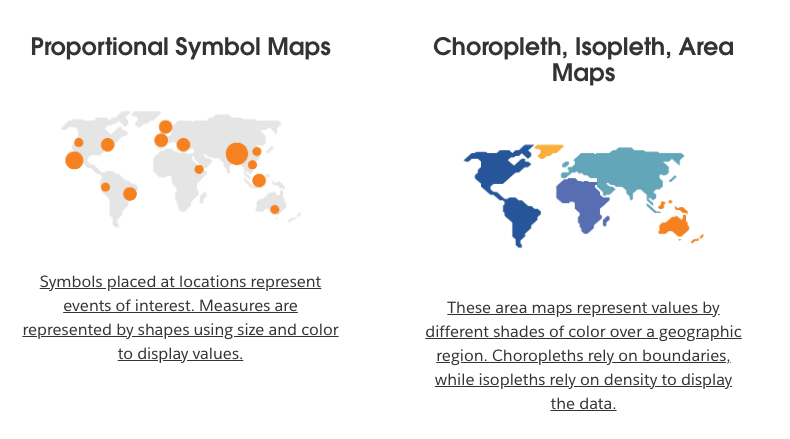 Proportional Symbol Maps
Symbols placed at locations represent
events of interest. Measures are
represented by shapes using size and color
to display values.
Choropleth, Isopleth, Area
Maps
These area maps represent values by
different shades of color over a geographic
region. Choropleths rely on boundaries,
while isopleths rely on density to display
the data.